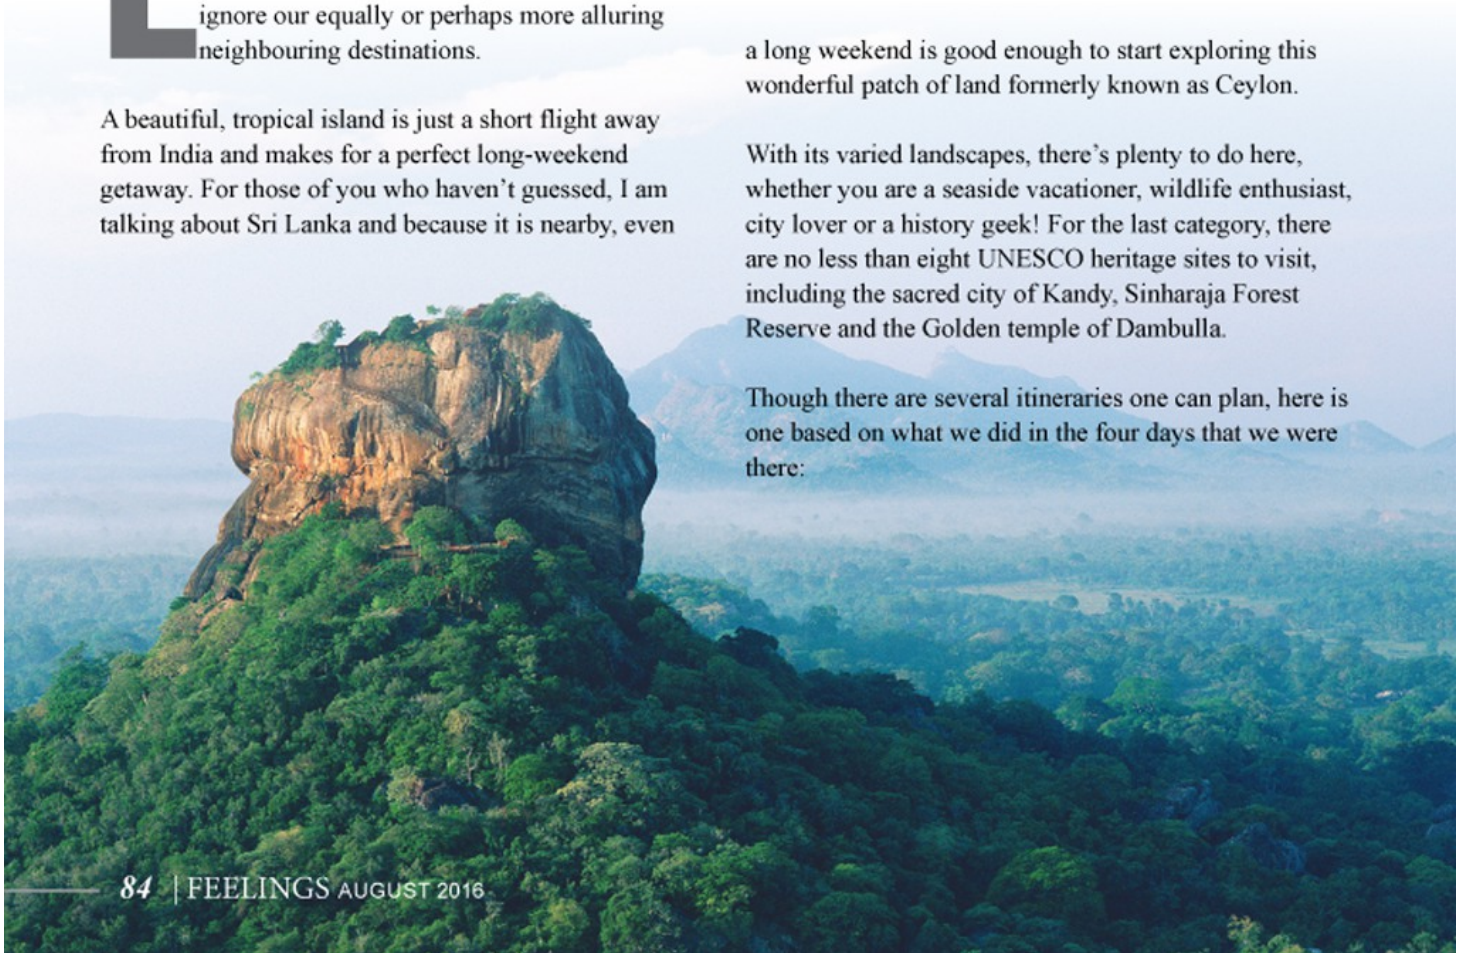 ignore our equally or perhaps more alluring
neighbouring destinations.
A beautiful, tropical island is just a short flight away
from India and makes for a perfect long-weekend
getaway. For those of you who haven’t guessed, I am
talking about Sri Lanka and because it is nearby, even
a long weekend is good enough to start exploring this
wonderful patch of land formerly known as Ceylon.
With its varied landscapes, there’s plenty to do here,
whether you are a seaside vacationer, wildlife enthusiast,
city lover or a history geek! For the last category, there
are no less than eight UNESCO heritage sites to visit,
including the sacred city of Kandy, Sinharaja Forest
Reserve and the Golden temple of Dambulla.
Though there are several itineraries one can plan, here is
one based on what we did in the four days that we were
there:
84 | FEELINGS AUGUST 2016